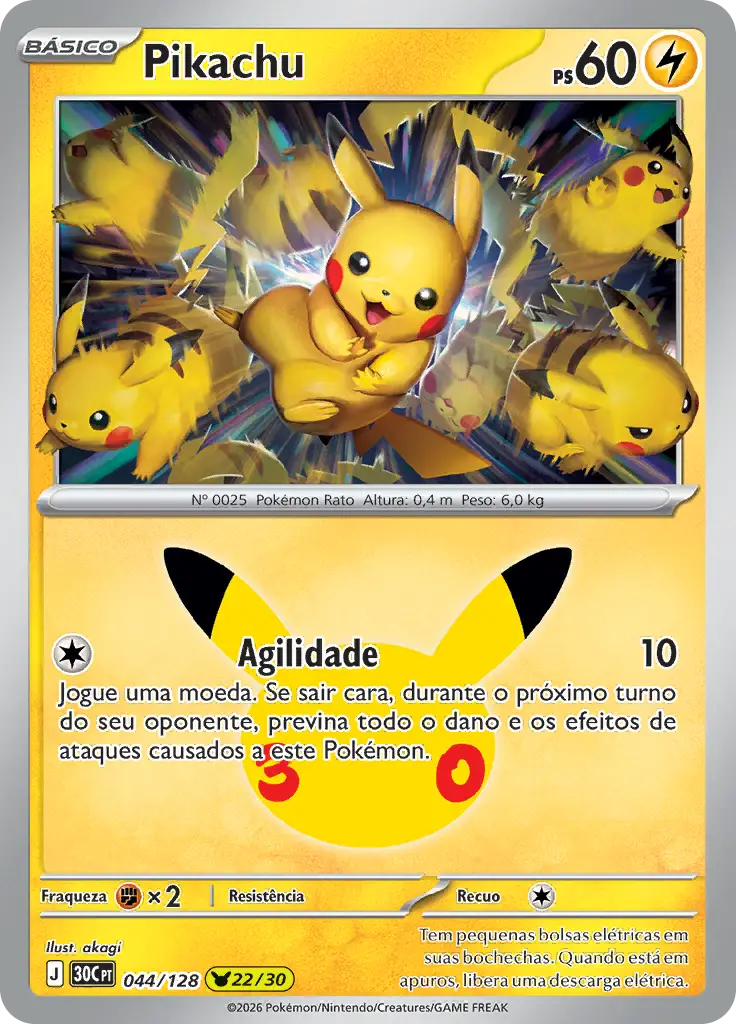 BÁSICO
Pikachu
PS60
Nº 0025 Pokémon Rato Altura: 0,4 m Peso: 6,0 kg
Agilidade 10
Jogue uma moeda. Se sair cara, durante o próximo turno
do seu oponente, previna todo o dano e os efeitos de
ataques causados a este Pokémon.
30
Fraqueza ×2 Resistência Recuo
Ilust. akagi
Tem pequenas bolsas elétricas em
suas bochechas. Quando está em
apuros, libera uma descarga elétrica.
J 30C PT 044/128 22/30
©2026 Pokémon/Nintendo/Creatures/GAME FREAK